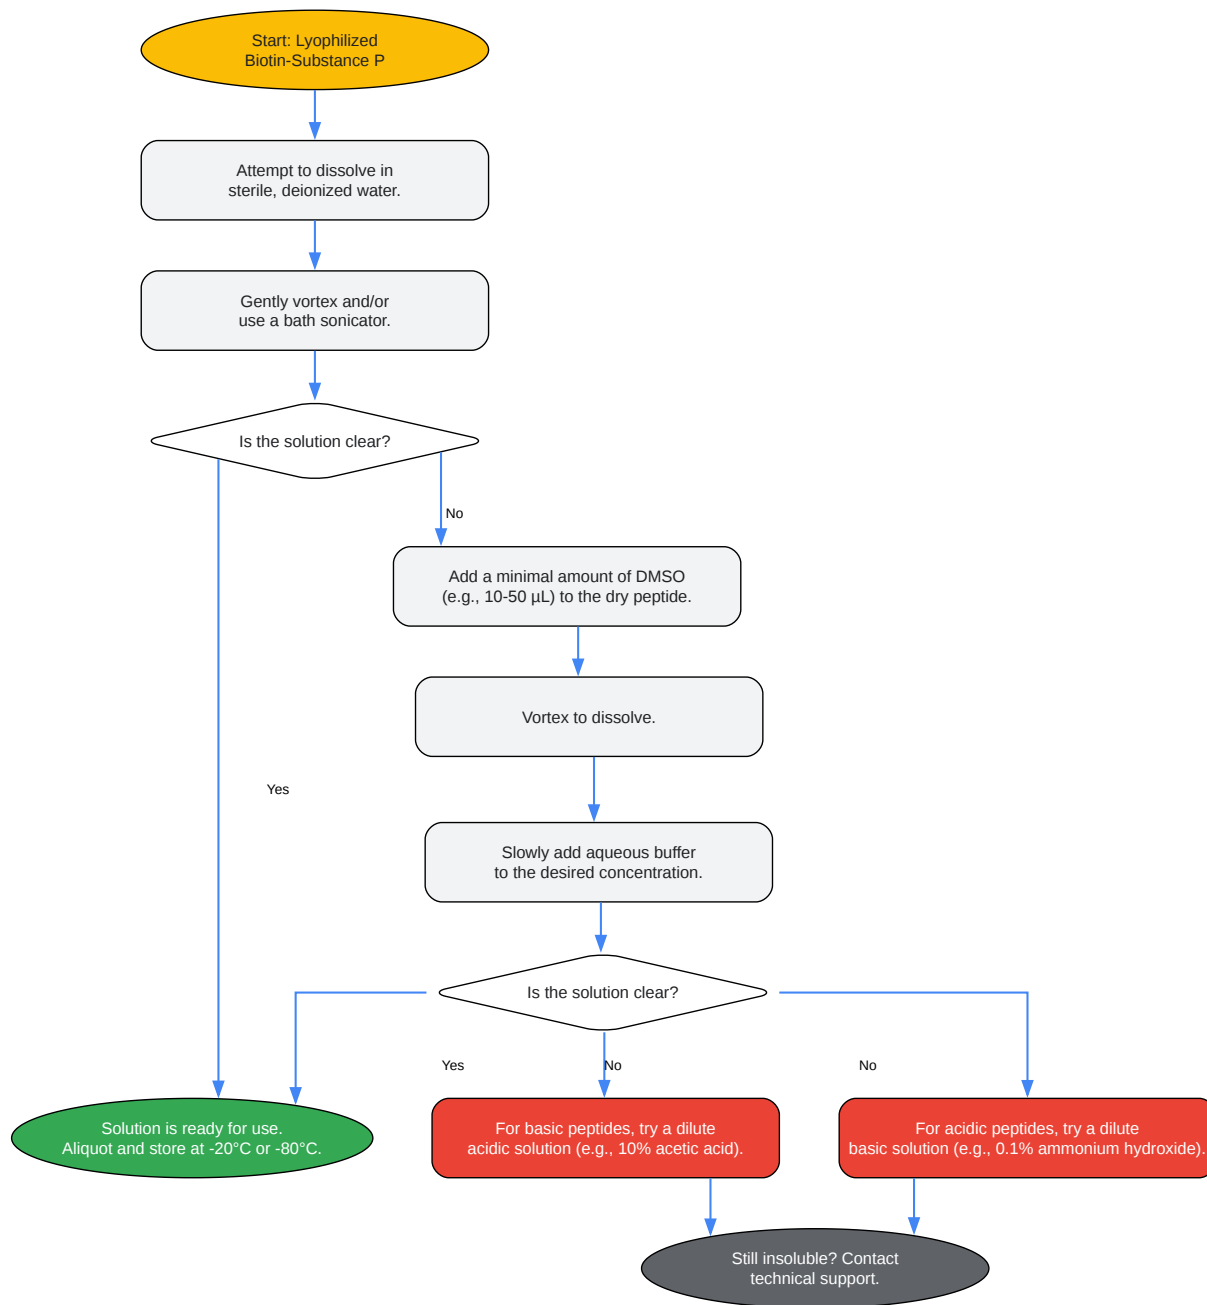 Start: Lyophilized
Biotin-Substance P
Attempt to dissolve in
sterile, deionized water.
Gently vortex and/or
use a bath sonicator.
Is the solution clear?
No
Add a minimal amount of DMSO
(e.g., 10-50 µL) to the dry peptide.
Vortex to dissolve.
Yes
Slowly add aqueous buffer
to the desired concentration.
Is the solution clear?
Yes
No
No
Solution is ready for use.
Aliquot and store at -20°C or -80°C.
For basic peptides, try a dilute
acidic solution (e.g., 10% acetic acid).
For acidic peptides, try a dilute
basic solution (e.g., 0.1% ammonium hydroxide).
Still insoluble? Contact
technical support.